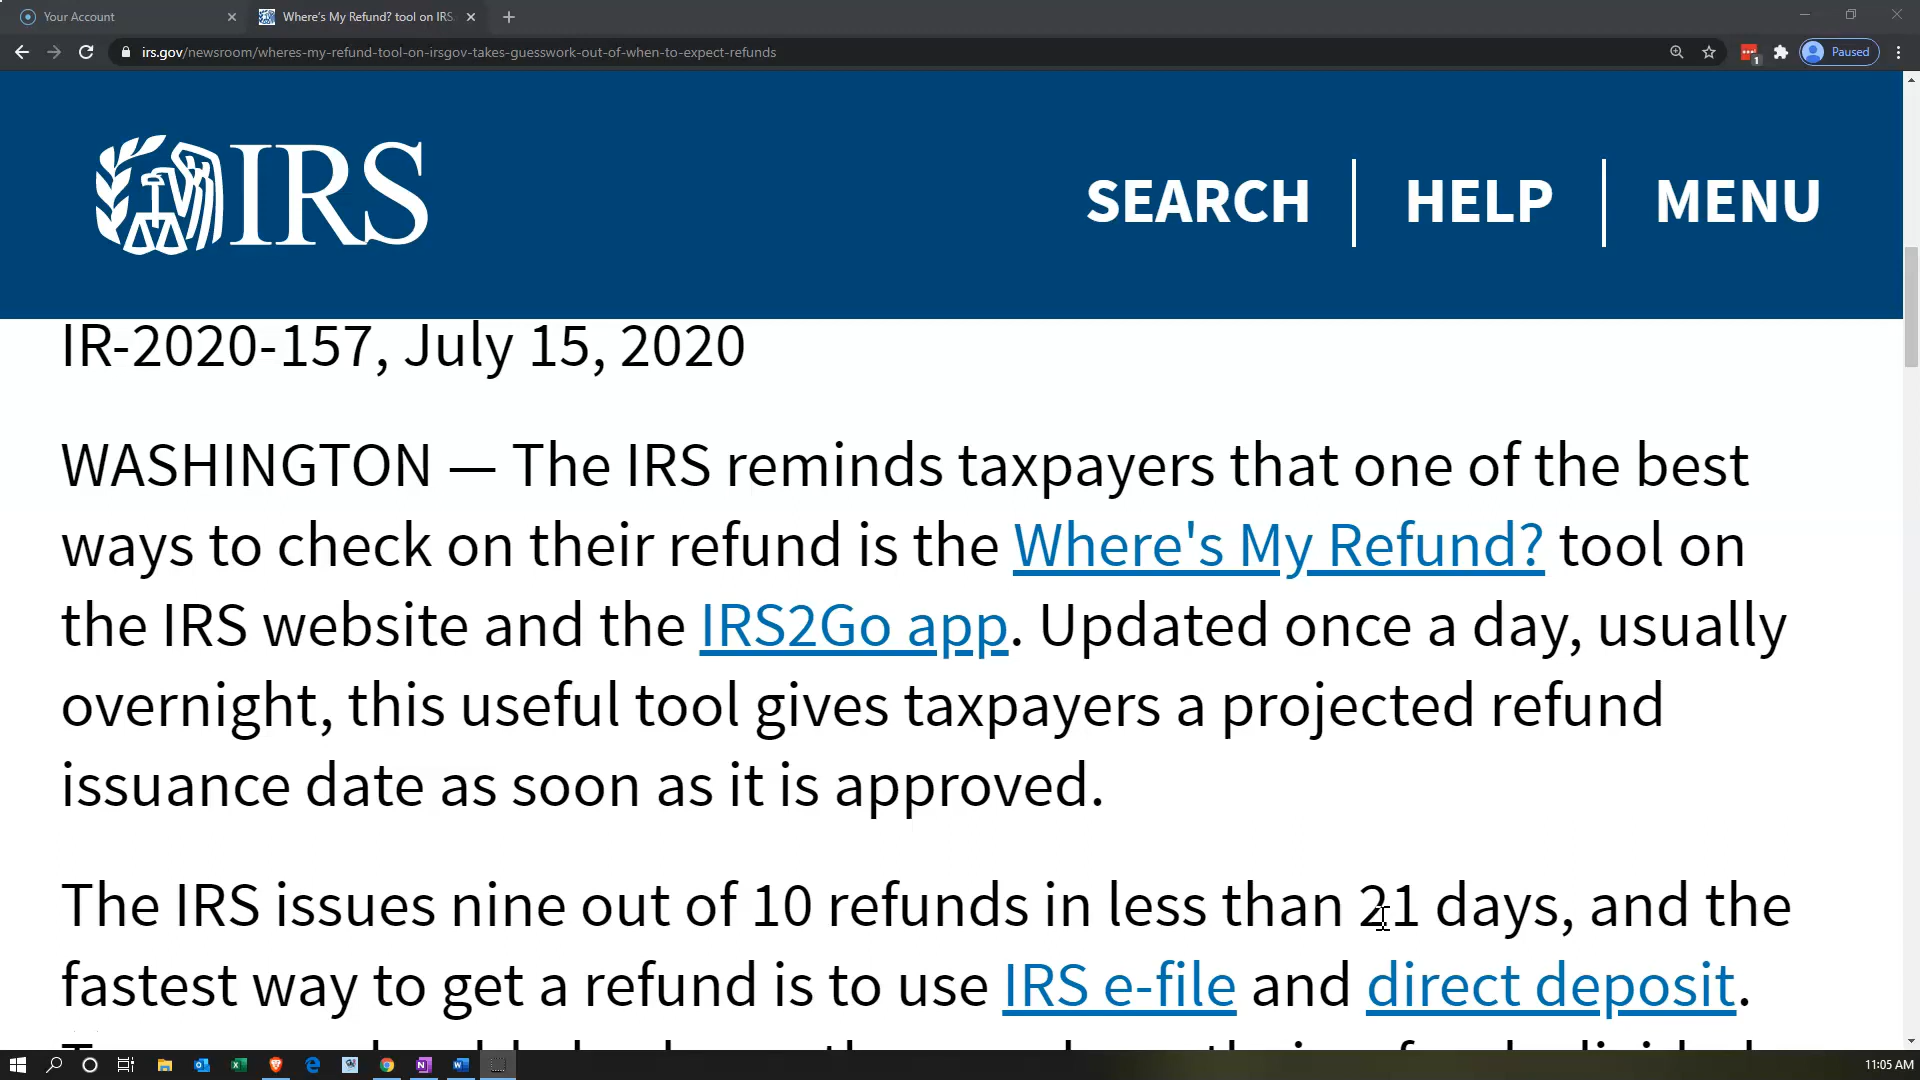 Your Account
Where's My Refund? tool on IRS.
irs.gov/newsroom/wheres-my-refund-tool-on-irsgov-takes-guesswork-out-of-when-to-expect-refunds
1
Paused
IRS
SEARCH
HELP
MENU
IR-2020-157, July 15, 2020
WASHINGTON — The IRS reminds taxpayers that one of the best
ways to check on their refund is the Where's My Refund? tool on
the IRS website and the IRS2Go app. Updated once a day, usually
overnight, this useful tool gives taxpayers a projected refund
issuance date as soon as it is approved.
The IRS issues nine out of 10 refunds in less than 21 days, and the
fastest way to get a refund is to use IRS e-file and direct deposit.
11:05 AM